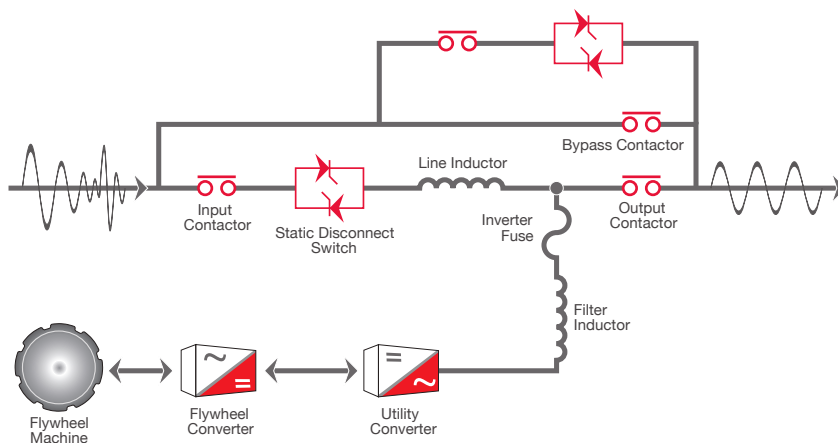 Bypass Contactor
Line Inductor
Input
Contactor
Static Disconnect
Switch
Inverter
Fuse
Output
Contactor
Filter
Inductor
Flywheel
Machine
Flywheel
Converter
Utility
Converter